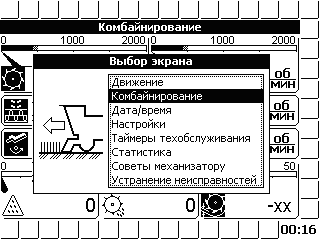 Комбайнирование
0 1000 2000 0 1000 2000
Выбор экрана
Движение
Комбайнирование
Дата/время
Настройки
Таймеры техобслуживания
Статистика
Советы механизатору
Устранение неисправностей
об
мин
об
мин
об
мин
0 50
0 0 -xx
00:16